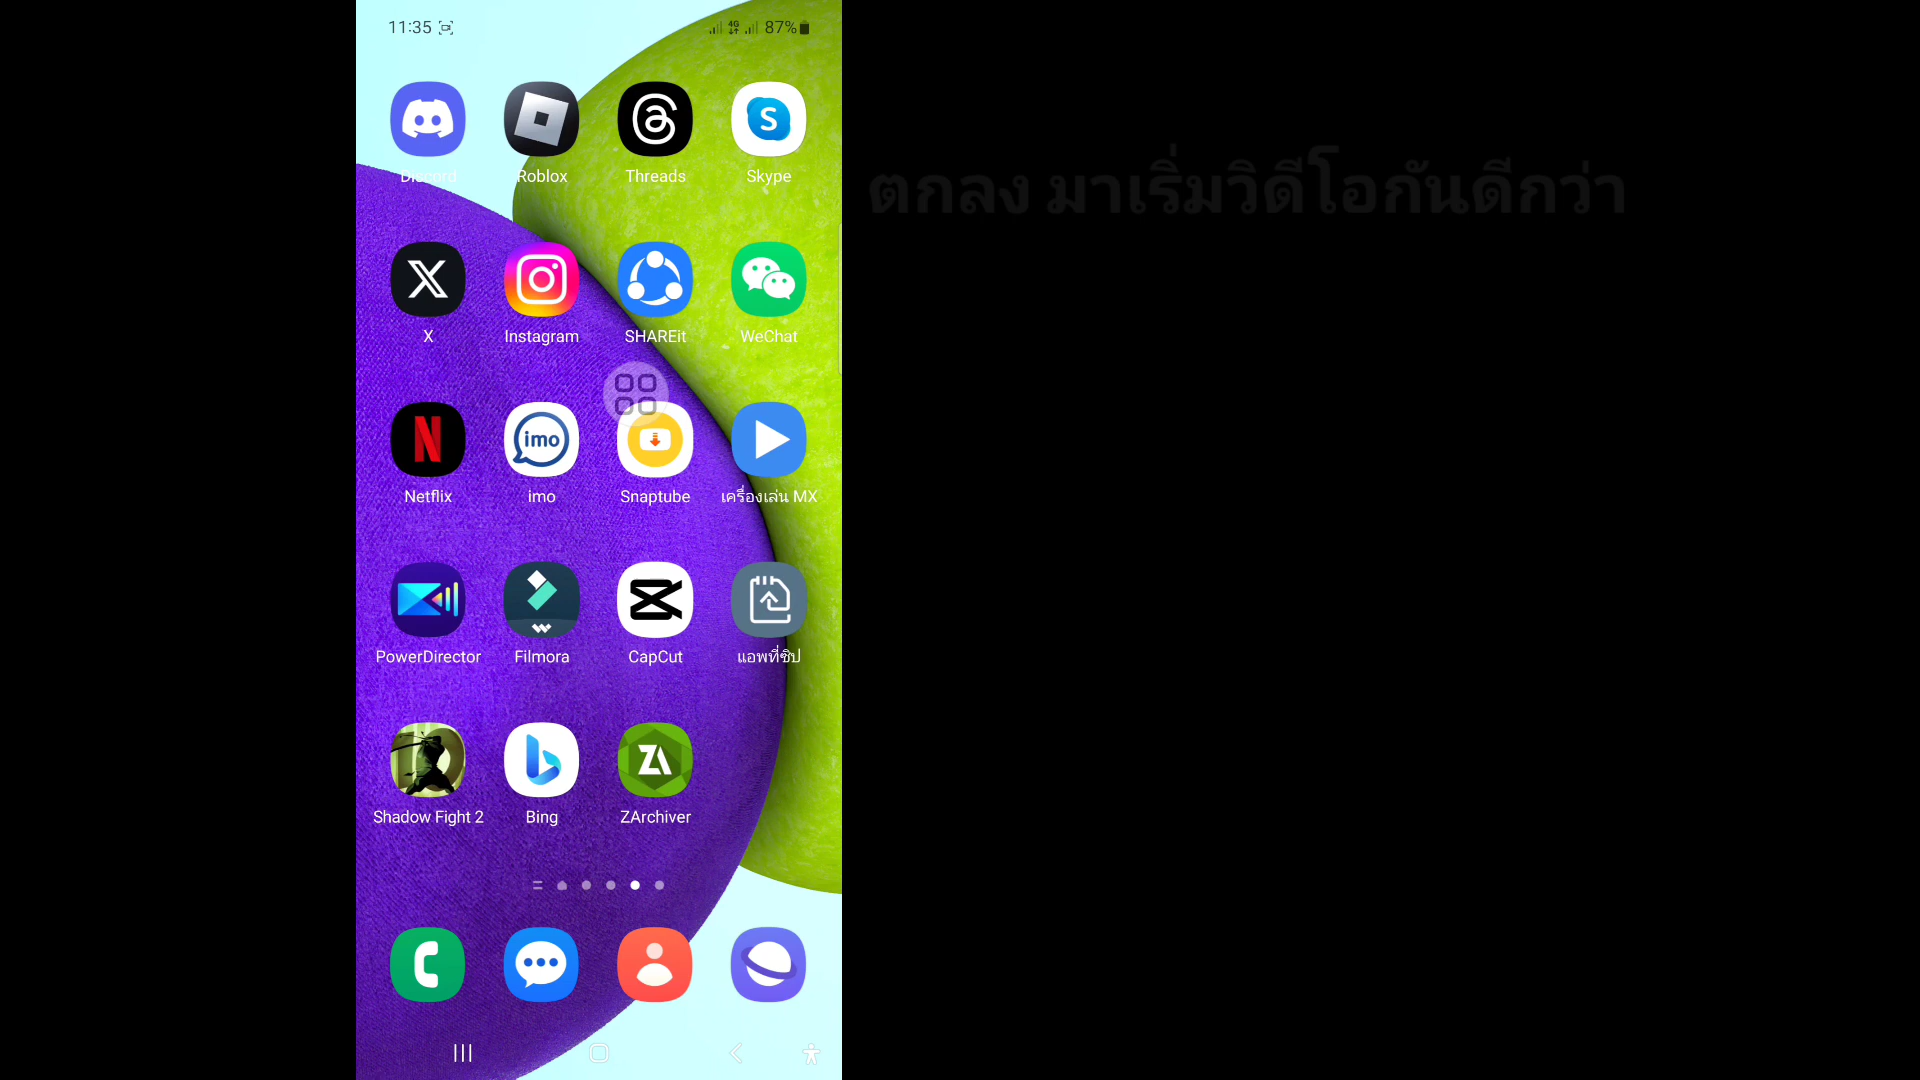 11:35
4G 87%
Discord Roblox Threads Skype
ตกลง มาเริ่มวิดีโอกันดีกว่า
X Instagram SHAREit WeChat
imo
Netflix imo Snaptube เครื่องเล่น MX
PowerDirector Filmora CapCut แอพที่ซิป
Shadow Fight 2 Bing ZArchiver